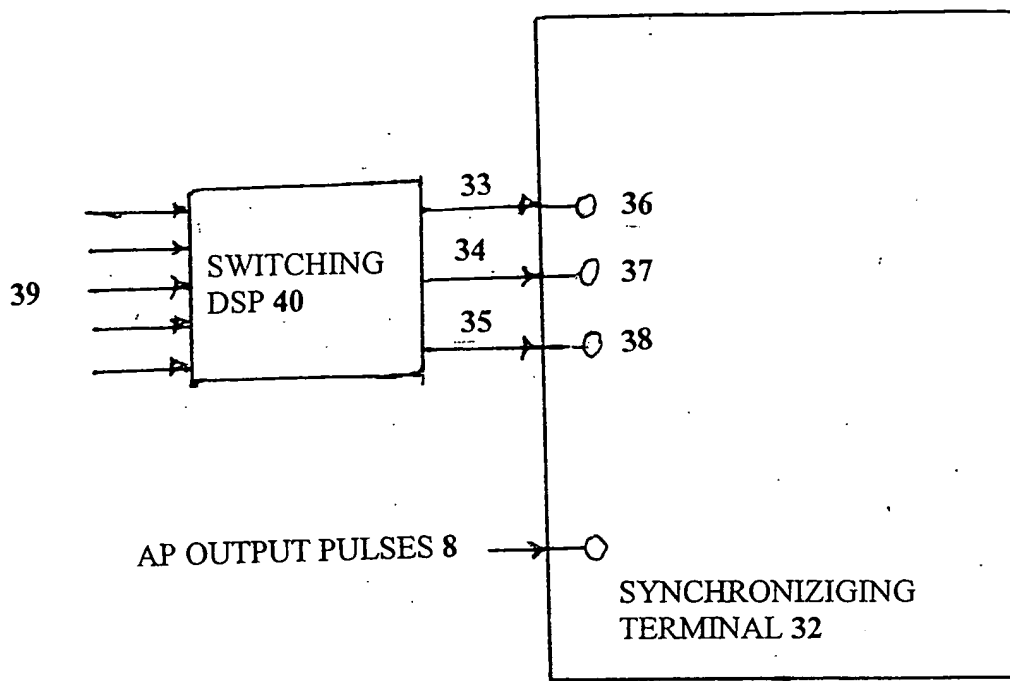 33
36
34
37
SWITCHING
DSP 40
39
35
38
AP OUTPUT PULSES 8
SYNCHRONIZIGING
TERMINAL 32